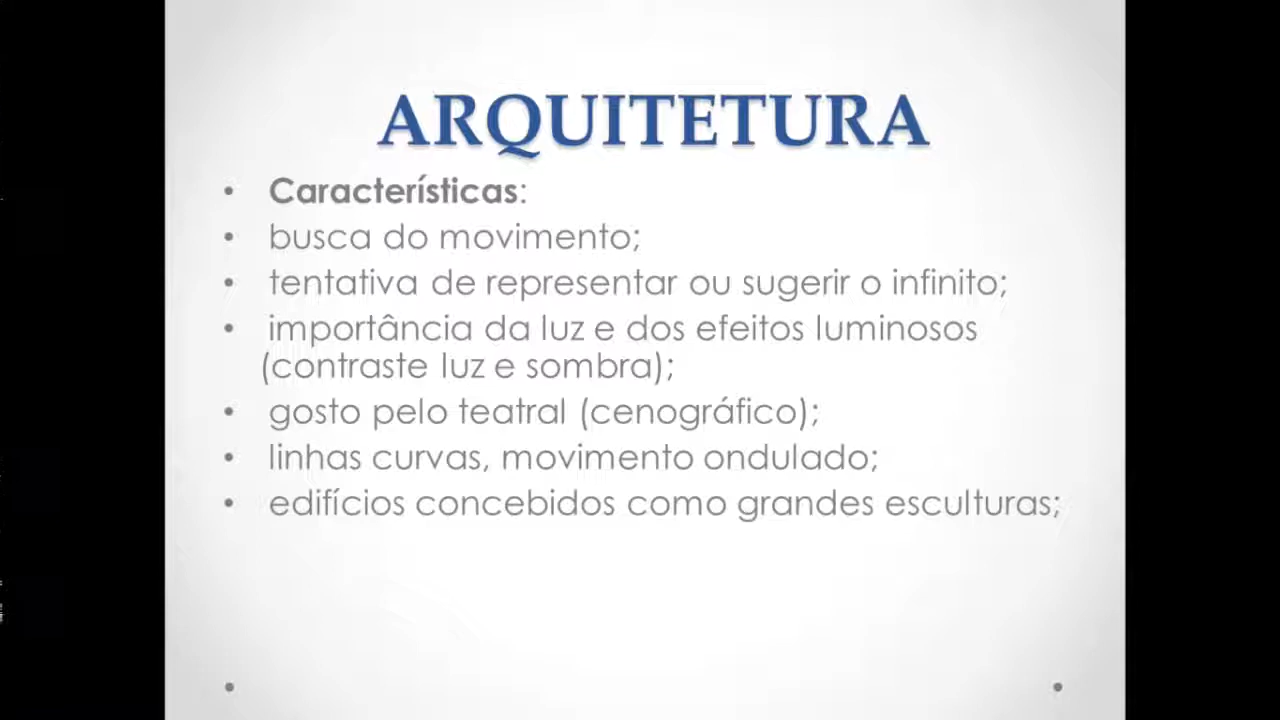 ARQUITETURA
• Características:
• busca do movimento;
• tentativa de representar ou sugerir o infinito;
• importância da luz e dos efeitos luminosos
(contraste luz e sombra);
• gosto pelo teatral (cenográfico);
• linhas curvas, movimento ondulado;
• edifícios concebidos como grandes esculturas;